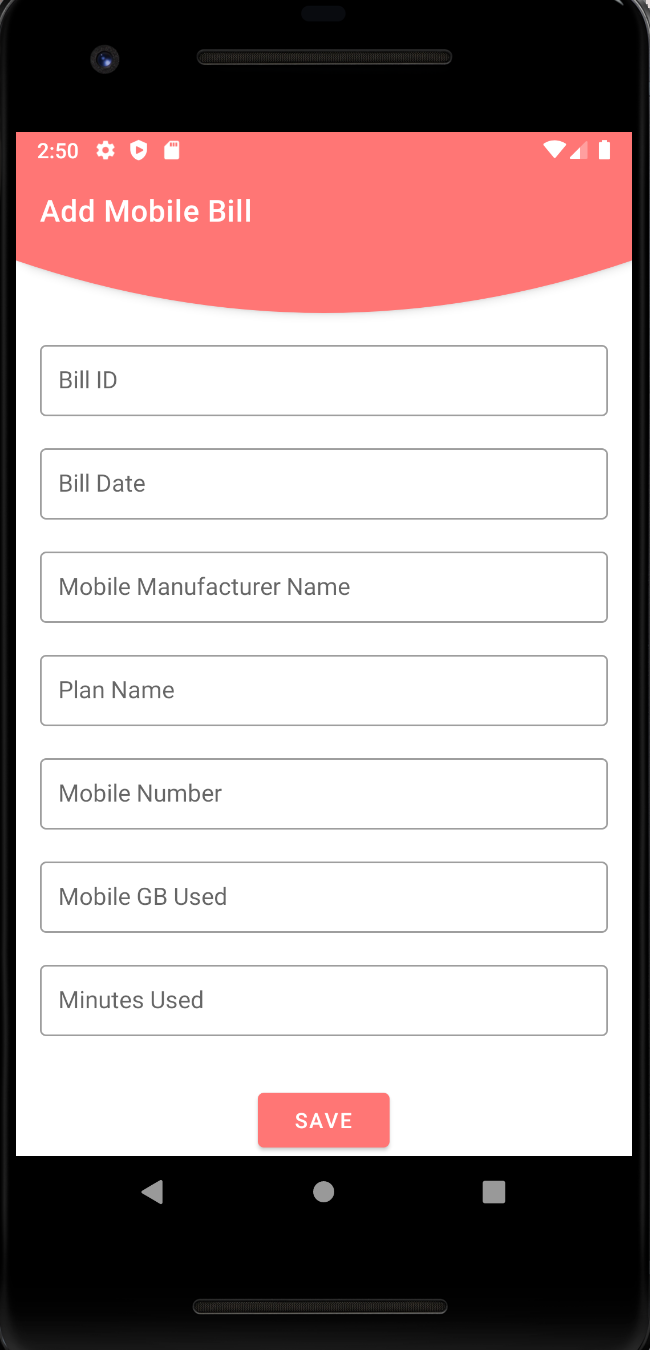 2:50
Add Mobile Bill
Bill ID
Bill Date
Mobile Manufacturer Name
Plan Name
Mobile Number
Mobile GB Used
Minutes Used
SAVE